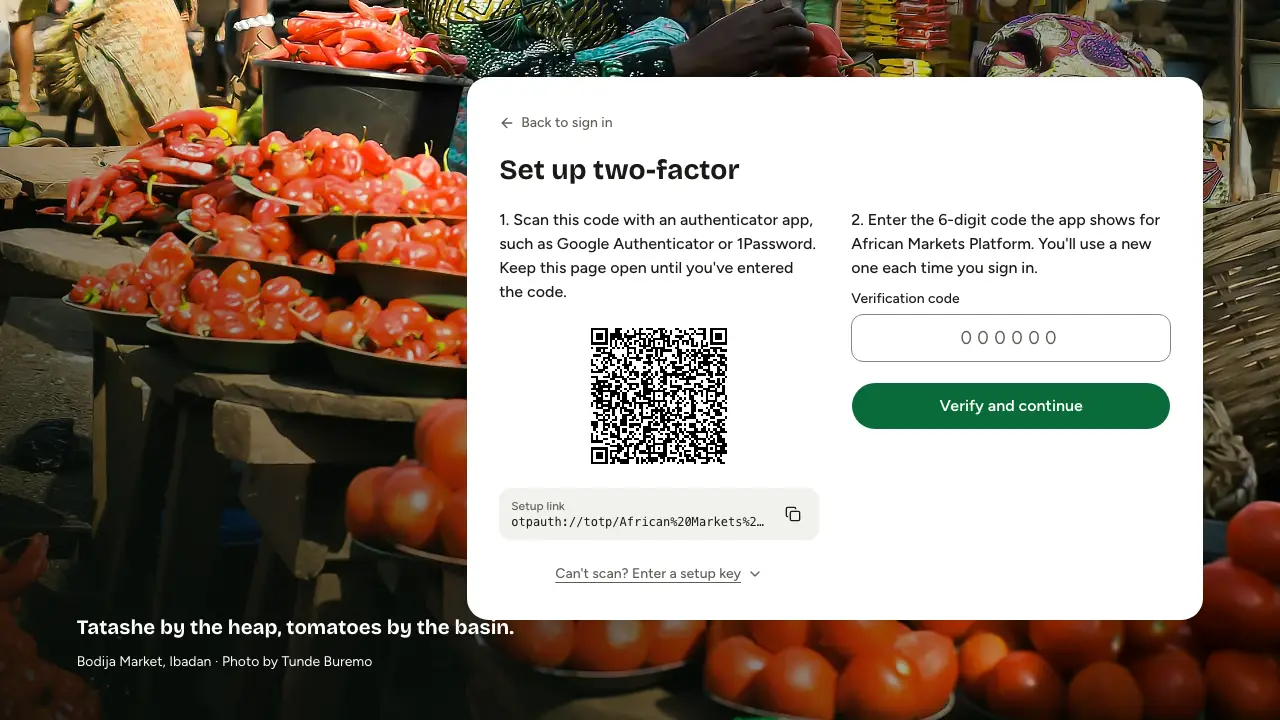 Back to sign in
Set up two-factor
1. Scan this code with an authenticator app,
such as Google Authenticator or 1Password.
Keep this page open until you've entered
the code.
Setup link
otpauth://totp/African%20Markets%2…
Can't scan? Enter a setup key
2. Enter the 6-digit code the app shows for
African Markets Platform. You'll use a new
one each time you sign in.
Verification code
000000
Verify and continue
Tatashe by the heap, tomatoes by the basin.
Bodija Market, Ibadan · Photo by Tunde Buremo